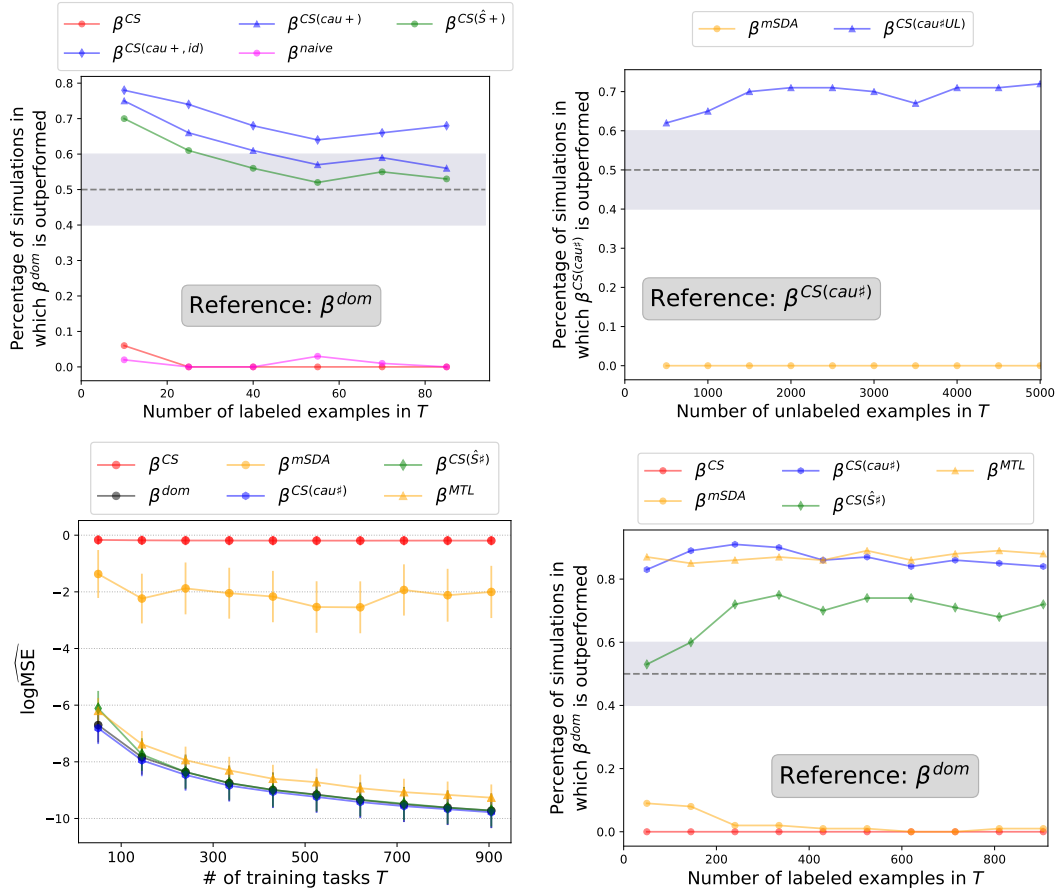 β^CS β^CS(cau+) β^CS(Ŝ+)
β^CS(cau+,id) β^naive
Percentage of simulations in
which β^dom is outperformed
0.8
0.7
0.6
0.5
0.4
0.3
0.2
0.1
0.0
Reference: β^dom
0 20 40 60 80
Number of labeled examples in T
β^mSDA β^CS(cau♯UL)
Percentage of simulations in
which β^CS(cau♯) is outperformed
0.7
0.6
0.5
0.4
0.3
0.2
0.1
0.0
Reference: β^CS(cau♯)
0 1000 2000 3000 4000 5000
Number of unlabeled examples in T
β^CS β^mSDA β^CS(Ŝ♯)
β^dom β^CS(cau♯) β^MTL
logM͡SE
0
−2
−4
−6
−8
−10
100 300 500 700 900
# of training tasks T
β^CS β^CS(cau♯) β^MTL
β^mSDA β^CS(Ŝ♯)
Percentage of simulations in
which β^dom is outperformed
0.8
0.6
0.4
0.2
0.0
Reference: β^dom
0 200 400 600 800
Number of labeled examples in T